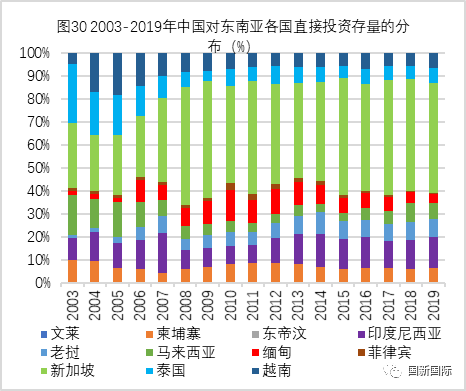 图30 2003-2019年中国对东南亚各国直接投资存量的分
布（%）
100%
90%
80%
70%
60%
50%
40%
30%
20%
10%
0%
2003 2004 2005 2006 2007 2008 2009 2010 2011 2012 2013 2014 2015 2016 2017 2018 2019
文莱 柬埔寨 东帝汶 印度尼西亚
老挝 马来西亚 缅甸 菲律宾
新加坡 泰国 越南
国新国际